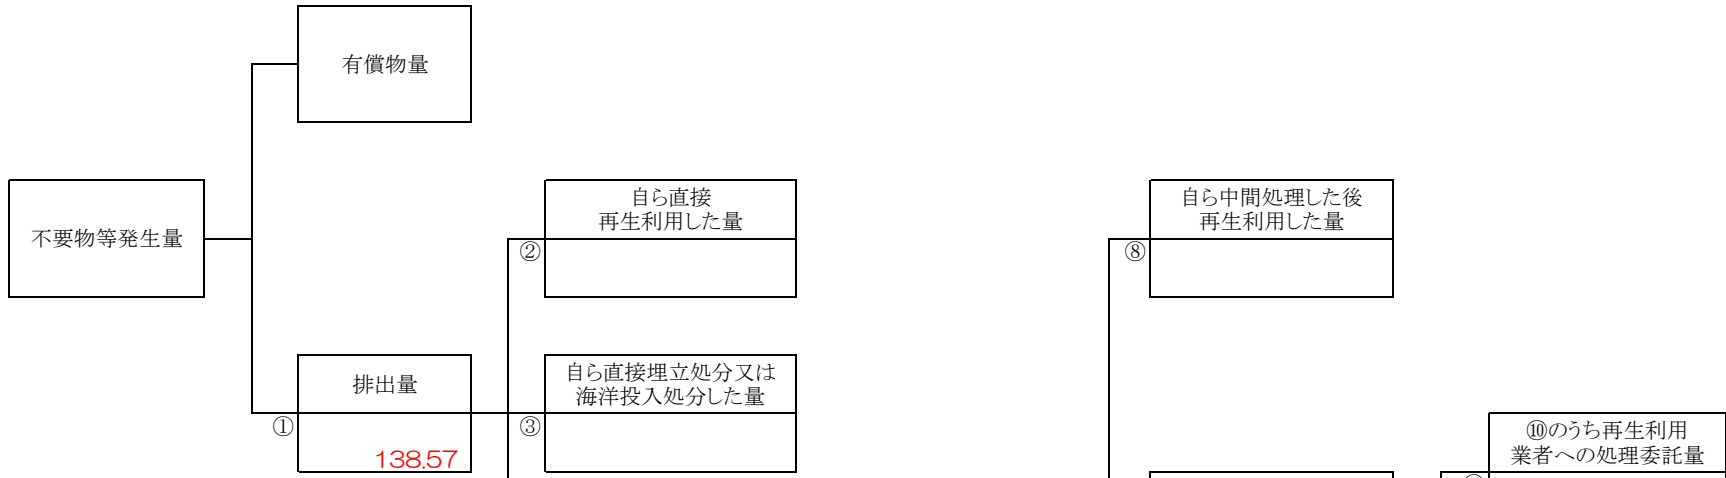 有償物量
不要物等発生量
自ら直接
再生利用した量
②
自ら中間処理した後
再生利用した量
⑧
排出量
①
138.57
自ら直接埋立処分又は
海洋投入処分した量
③
⑩のうち再生利用
業者への処理委託量